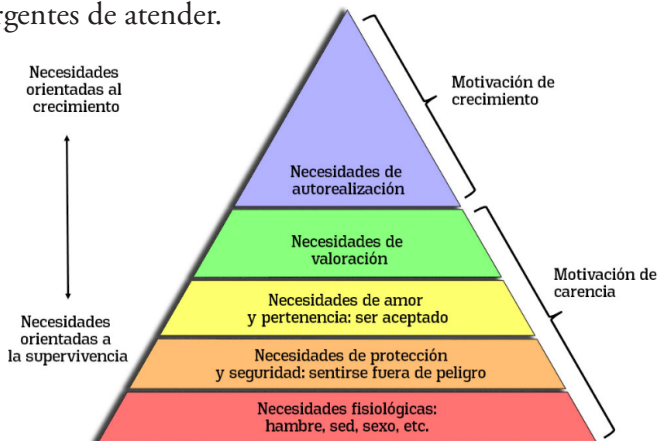 rgentes de atender.
Necesidades
orientadas al
crecimiento
Motivación de
crecimiento
Necesidades de
autorealización
Necesidades de
valoración
Motivación de
carencia
Necesidades de amor
y pertenencia: ser aceptado
Necesidades
orientadas a
la supervivencia
Necesidades de protección
y seguridad: sentirse fuera de peligro
Necesidades fisiológicas:
hambre, sed, sexo, etc.